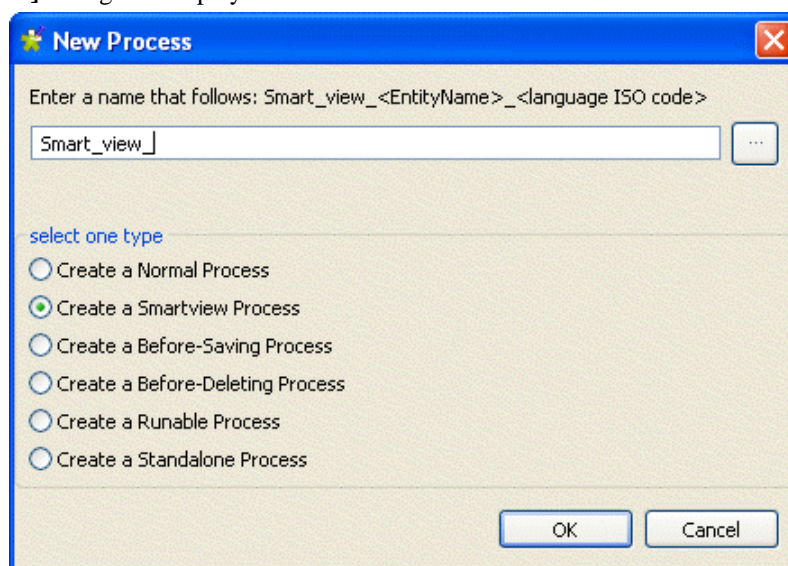 New Process
Enter a name that follows: Smart_view_<EntityName>_<language ISO code>
Smart_view_
...
select one type
Create a Normal Process
Create a Smartview Process
Create a Before-Saving Process
Create a Before-Deleting Process
Create a Runable Process
Create a Standalone Process
OK Cancel